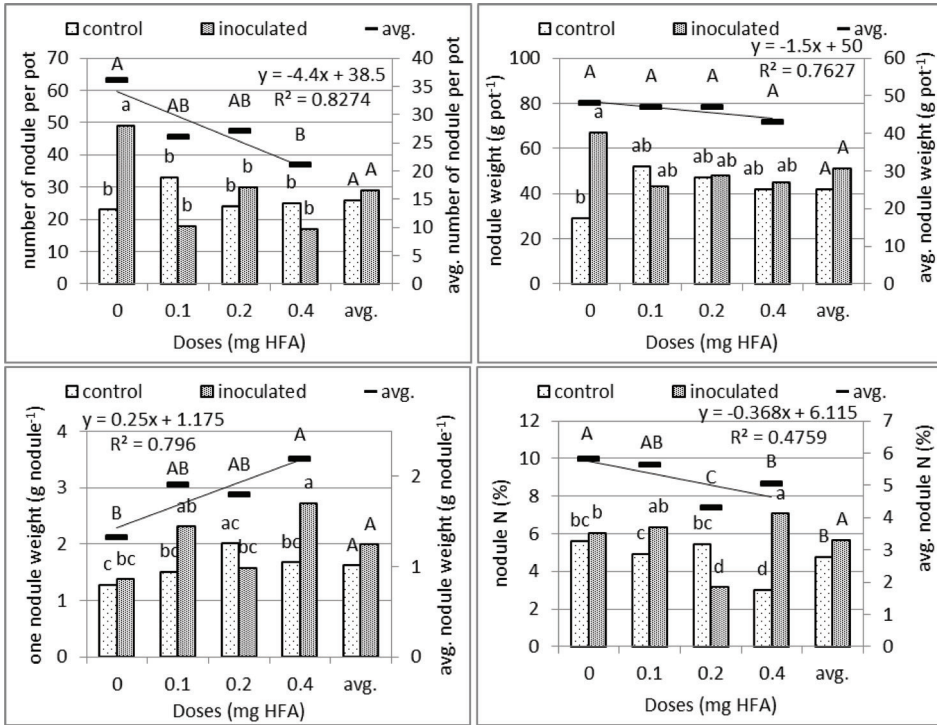 control inoculated avg.
70 40
60 35
50 30
40 25
30 20
20 15
10 10
0 5
0
number of nodule per pot
avg. number of nodule per pot
A AB AB B
y = -4.4x + 38.5
R² = 0.8274
a
b b b b b b b A A
0 0.1 0.2 0.4 avg.
Doses (mg HFA)
control inoculated avg.
100 60
80 50
60 40
40 30
20 20
0 10
0
nodule weight (g pot⁻¹)
avg. nodule weight (g pot⁻¹)
y = -1.5x + 50
R² = 0.7627
A A A A
b a ab ab ab ab ab ab A A
0 0.1 0.2 0.4 avg.
Doses (mg HFA)
control inoculated avg.
y = 0.25x + 1.175
R² = 0.796
4
3 2
2 1
1
0 0
one nodule weight (g nodule⁻¹)
avg. nodule weight (g nodule⁻¹)
B AB AB A
c bc bc ab ac bc bc a A A
0 0.1 0.2 0.4 avg.
Doses (mg HFA)
control inoculated avg.
y = -0.368x + 6.115
R² = 0.4759
12 7
10 6
8 5
6 4
4 3
2 2
0 1
0
nodule N (%)
avg. nodule N (%)
A AB C B
bc b c ab bc d d a B A
0 0.1 0.2 0.4 avg.
Doses (mg HFA)